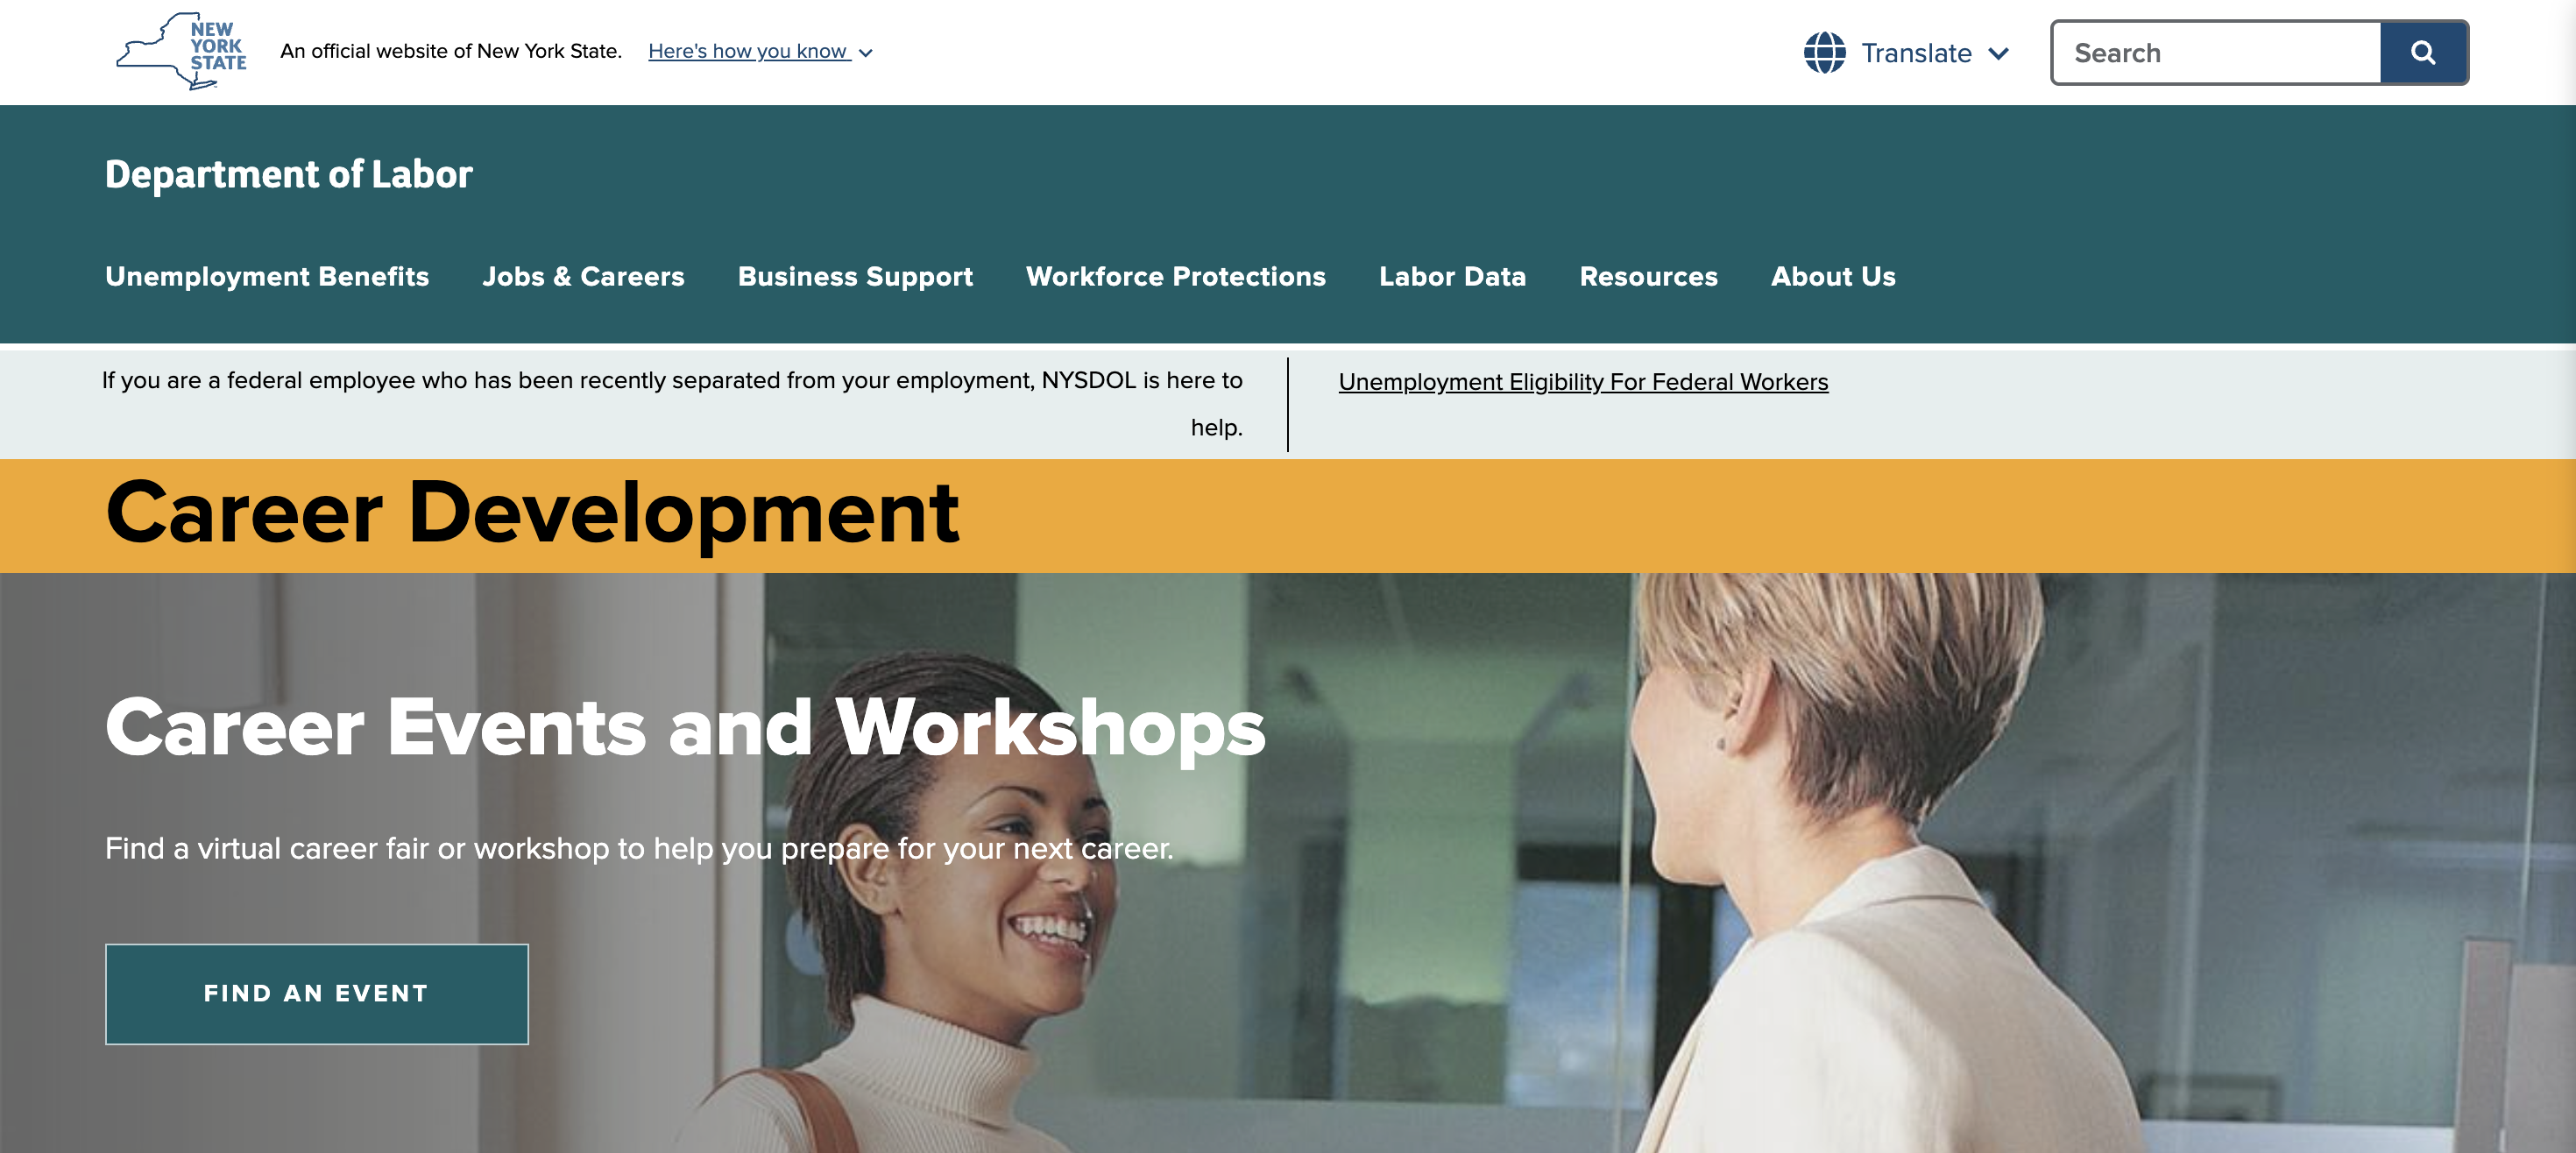 NEW
YORK
STATE
An official website of New York State.
Here's how you know
Translate
Search
Department of Labor
Unemployment Benefits
Jobs & Careers
Business Support
Workforce Protections
Labor Data
Resources
About Us
If you are a federal employee who has been recently separated from your employment, NYSDOL is here to
help.
Unemployment Eligibility For Federal Workers
Career Development
Career Events and Workshops
Find a virtual career fair or workshop to help you prepare for your next career.
FIND AN EVENT